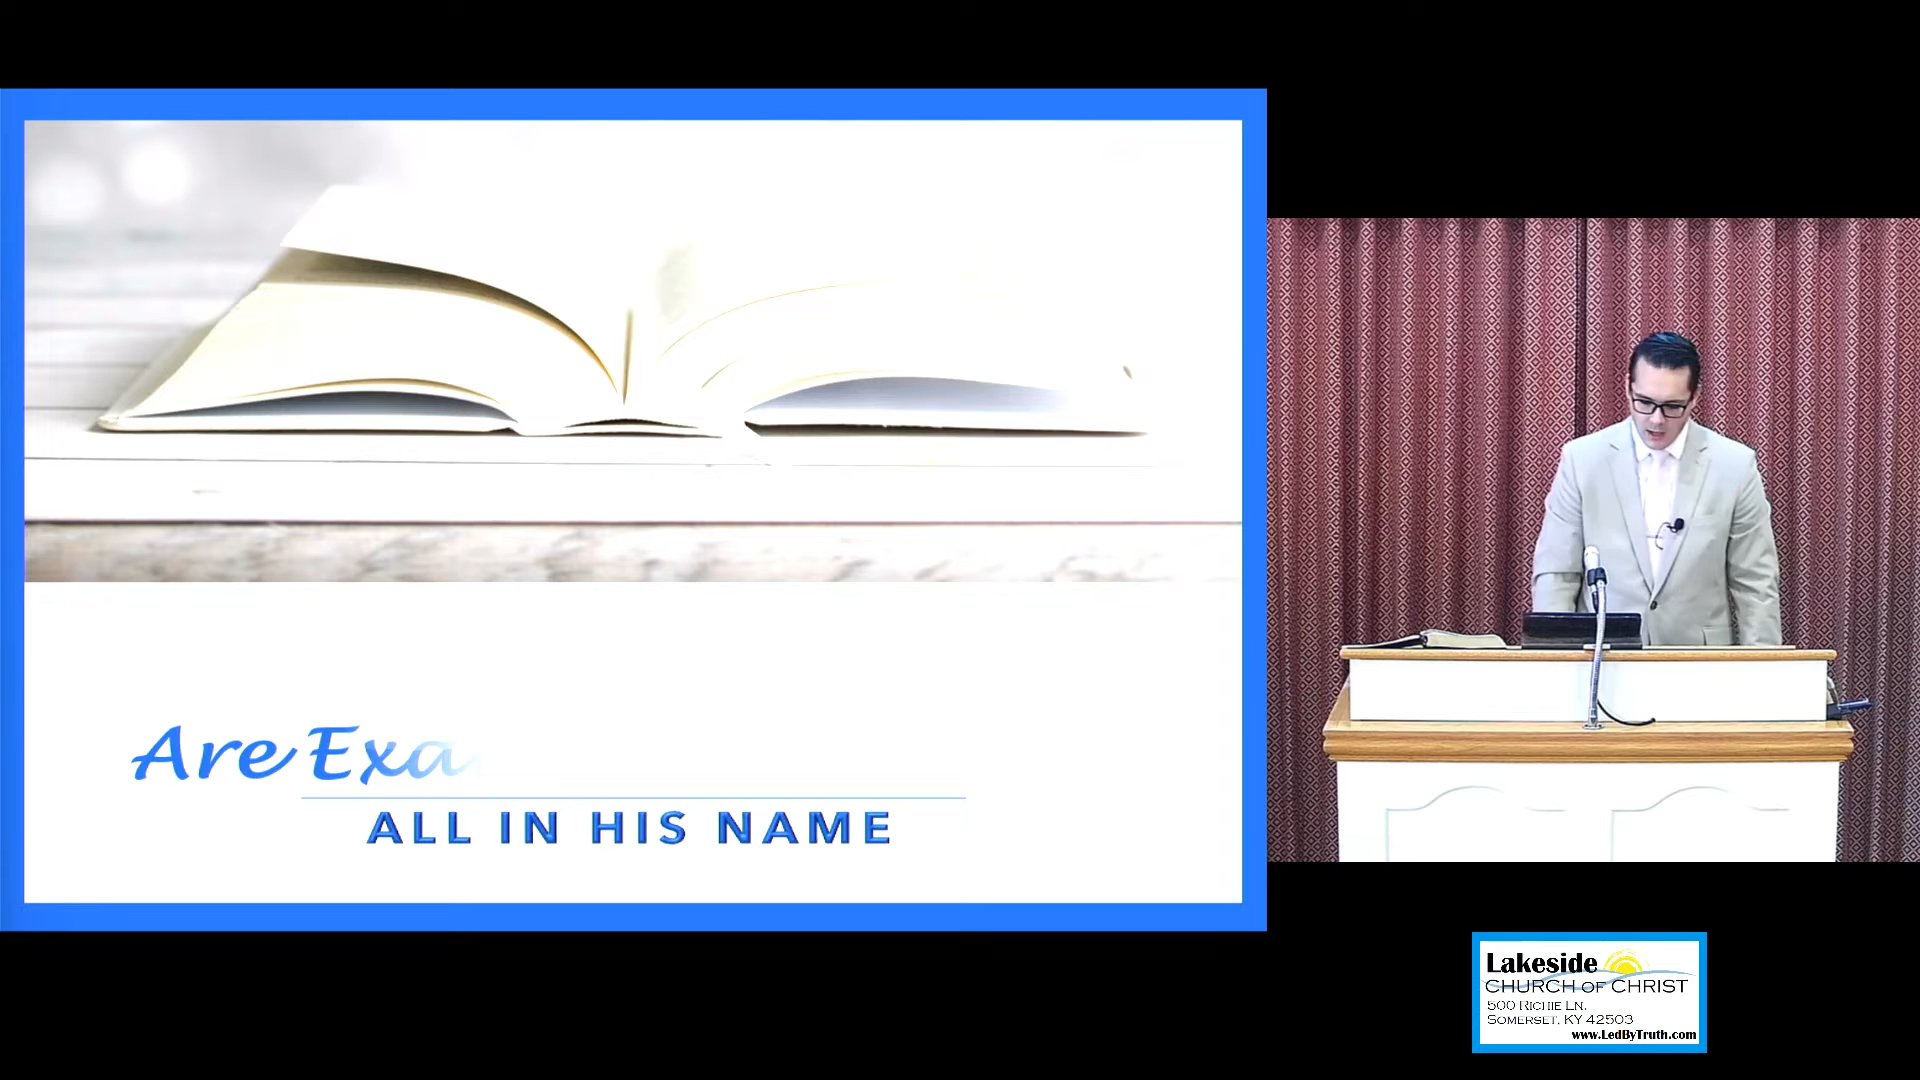 Are Exa
ALL IN HIS NAME
Lakeside
CHURCH OF CHRIST
500 RICHIE LN.
SOMERSET, KY 42503
www.LedByTruth.com